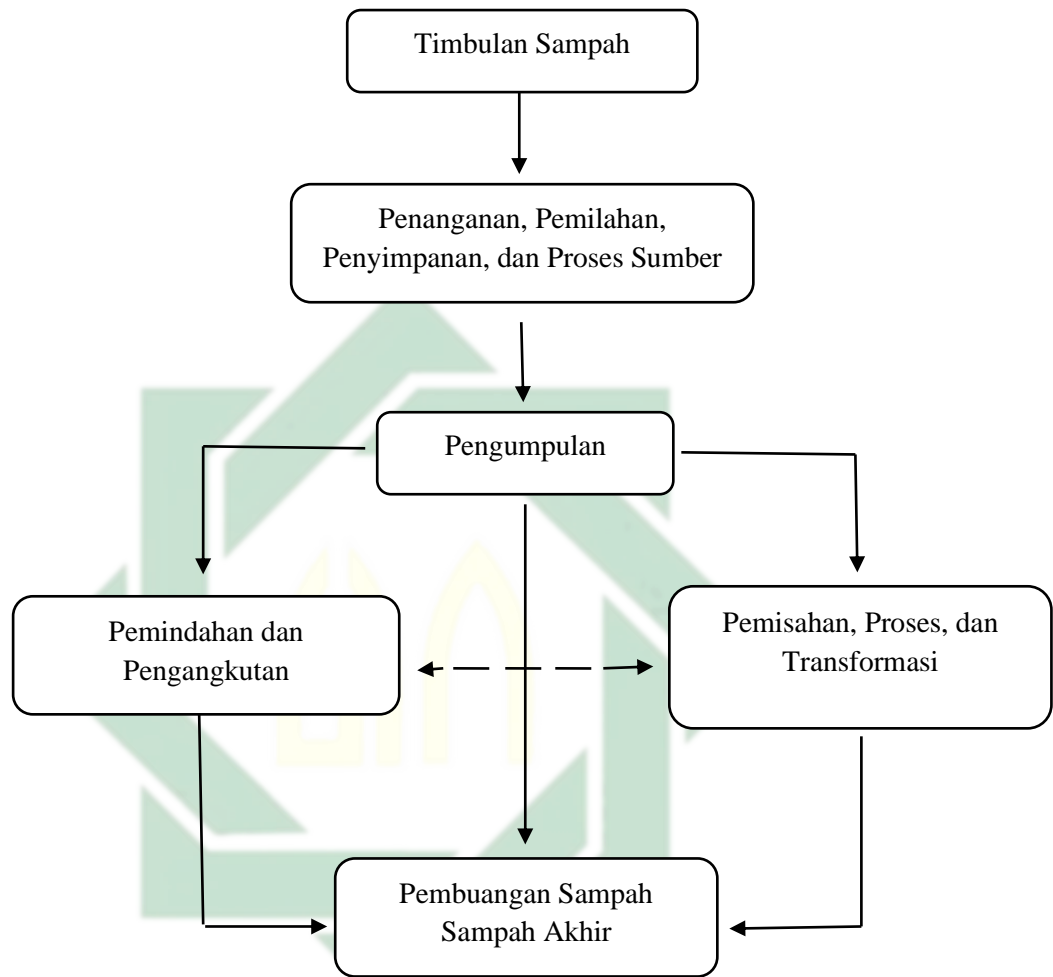 Timbulan Sampah
Penanganan, Pemilahan,
Penyimpanan, dan Proses Sumber
Pengumpulan
Pemindahan dan
Pengangkutan
Pemisahan, Proses, dan
Transformasi
Pembuangan Sampah
Sampah Akhir